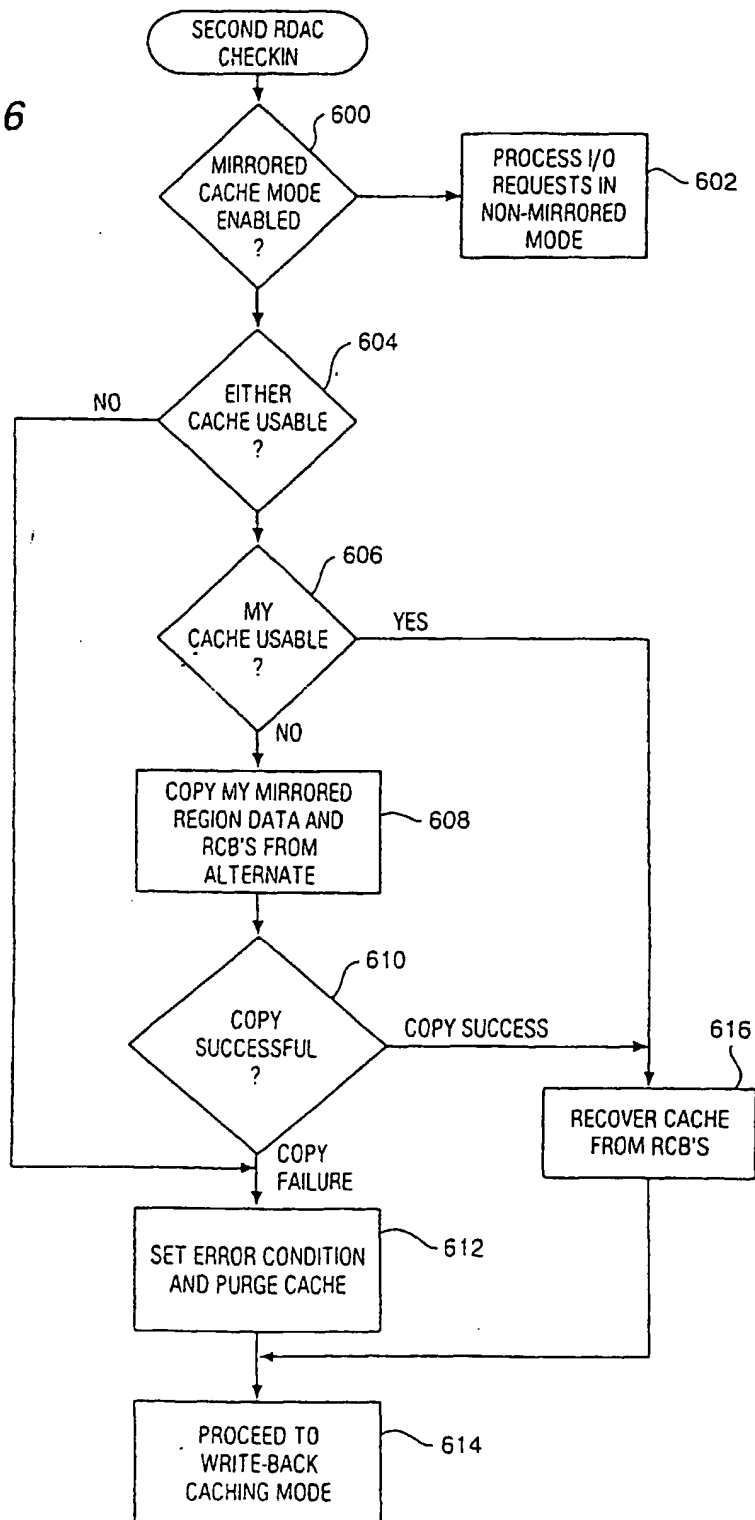 SECOND RDAC
CHECKIN
6
600
MIRRORED
CACHE MODE
ENABLED
?
PROCESS I/O
REQUESTS IN
NON-MIRRORED
MODE
602
604
EITHER
CACHE USABLE
?
NO
606
MY
CACHE USABLE
?
YES
NO
COPY MY MIRRORED
REGION DATA AND
RCB'S FROM
ALTERNATE
608
610
COPY
SUCCESSFUL
?
COPY SUCCESS
616
RECOVER CACHE
FROM RCB'S
COPY
FAILURE
SET ERROR CONDITION
AND PURGE CACHE
612
PROCEED TO
WRITE-BACK
CACHING MODE
614